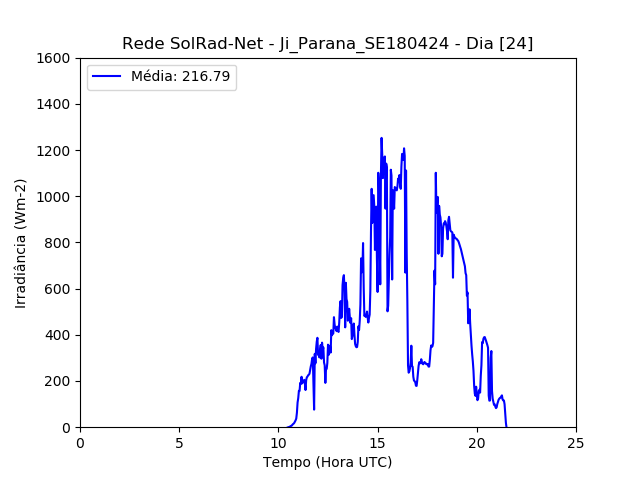 Rede SolRad-Net - Ji_Parana_SE180424 - Dia [24]
Média: 216.79
Irradiância (Wm-2)
1600
1400
1200
1000
800
600
400
200
0
0 5 10 15 20 25
Tempo (Hora UTC)